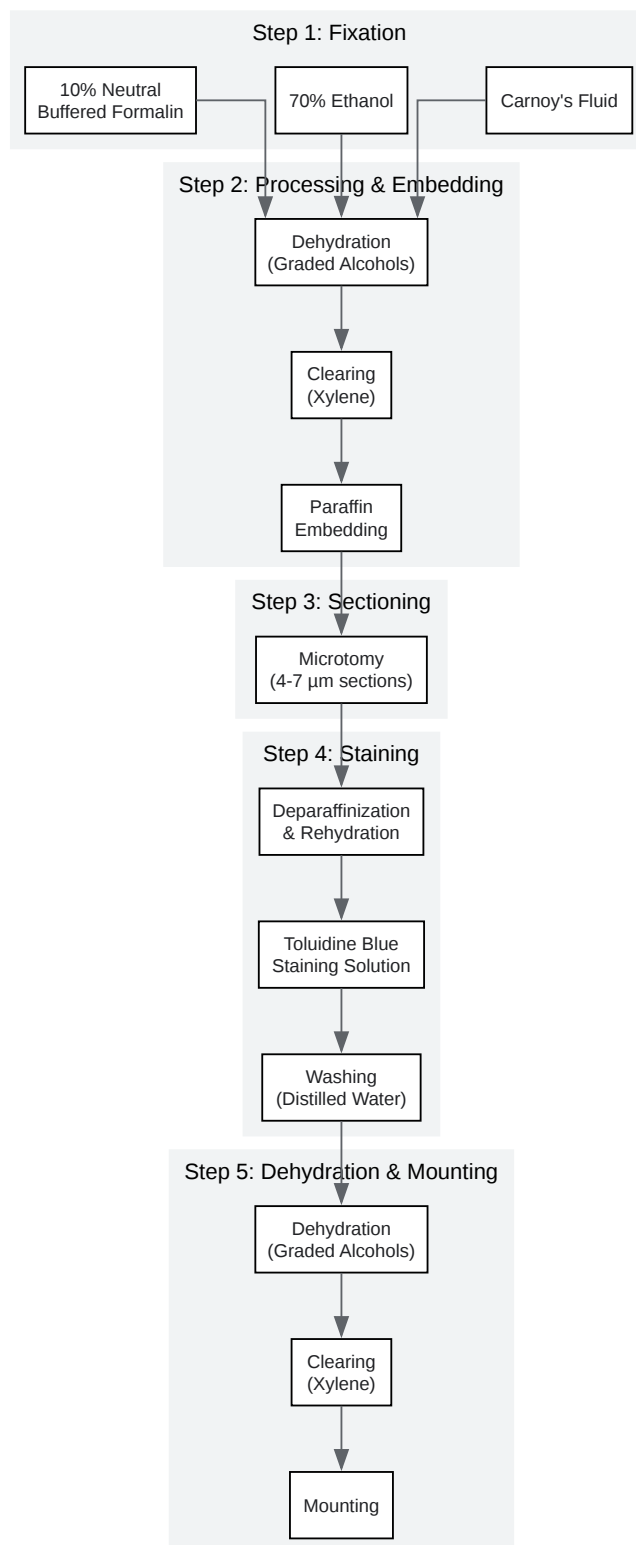 Step 1: Fixation
10% Neutral
Buffered Formalin
70% Ethanol
Carnoy's Fluid
Step 2: Processing & Embedding
Dehydration
(Graded Alcohols)
Clearing
(Xylene)
Paraffin
Embedding
Step 3: Sectioning
Microtomy
(4-7 µm sections)
Step 4: Staining
Deparaffinization
& Rehydration
Toluidine Blue
Staining Solution
Washing
(Distilled Water)
Step 5: Dehydration & Mounting
Dehydration
(Graded Alcohols)
Clearing
(Xylene)
Mounting